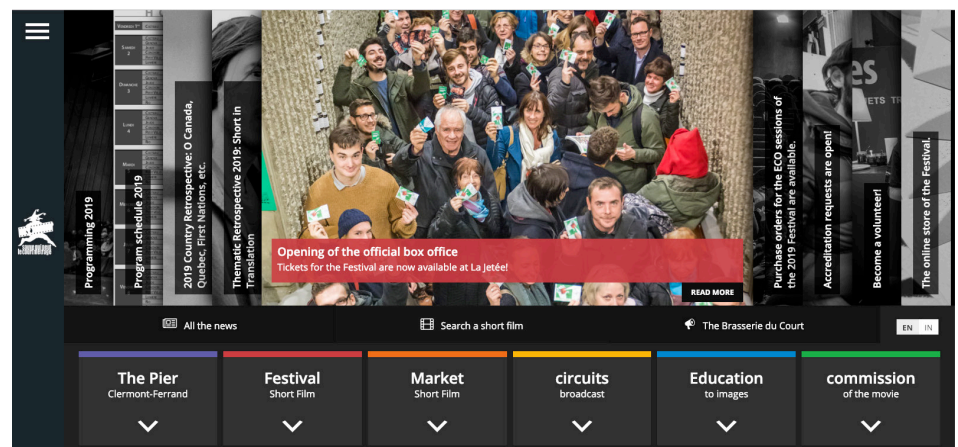 Programming 2019
Program schedule 2019
2019 Country Retrospective: O Canada,
Quebec, First Nations, etc.
Thematic Retrospective 2019: Short in
Translation
Opening of the official box office
Tickets for the Festival are now available at La Jetée!
READ MORE
Purchase orders for the ECO sessions of
the 2019 Festival are available.
Accreditation requests are open!
Become a volunteer!
The online store of the Festival.
All the news
Search a short film
The Brasserie du Court
EN IN
The Pier
Clermont-Ferrand
Festival
Short Film
Market
Short Film
circuits
broadcast
Education
to images
commission
of the movie